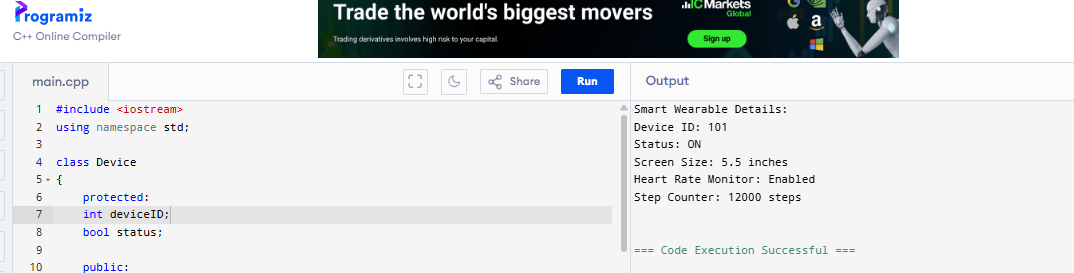 Programiz
C++ Online Compiler
Trade the world's biggest movers
Trading derivatives involves high risk to your capital.
ICMarkets
Global
Sign up
a
main.cpp
Share
Run
Output
1 #include <iostream>
2 using namespace std;
3
4 class Device
5 {
6 protected:
7 int deviceID;
8 bool status;
9
10 public:
Smart Wearable Details:
Device ID: 101
Status: ON
Screen Size: 5.5 inches
Heart Rate Monitor: Enabled
Step Counter: 12000 steps
=== Code Execution Successful ===